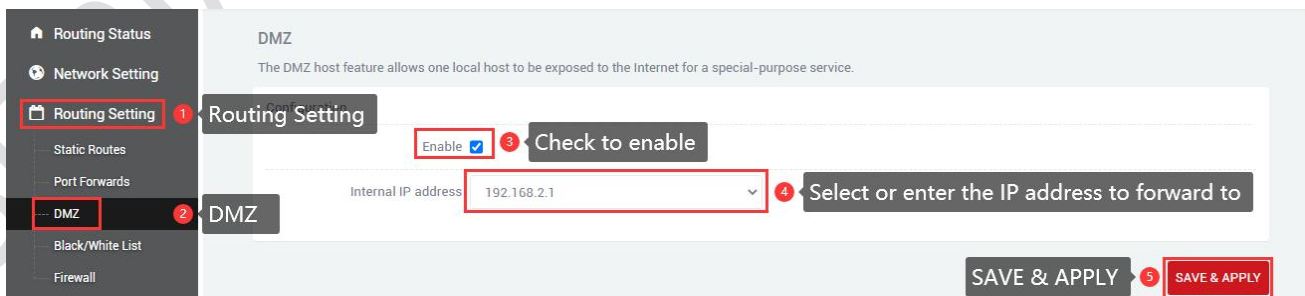 Routing Status
Network Setting
Routing Setting
1
Routing Setting
Static Routes
Port Forwards
DMZ
2
DMZ
Black/White List
Firewall
DMZ
The DMZ host feature allows one local host to be exposed to the Internet for a special-purpose service.
Configuration
Enable
3
Check to enable
Internal IP address
192.168.2.1
4
Select or enter the IP address to forward to
SAVE & APPLY
5
SAVE & APPLY